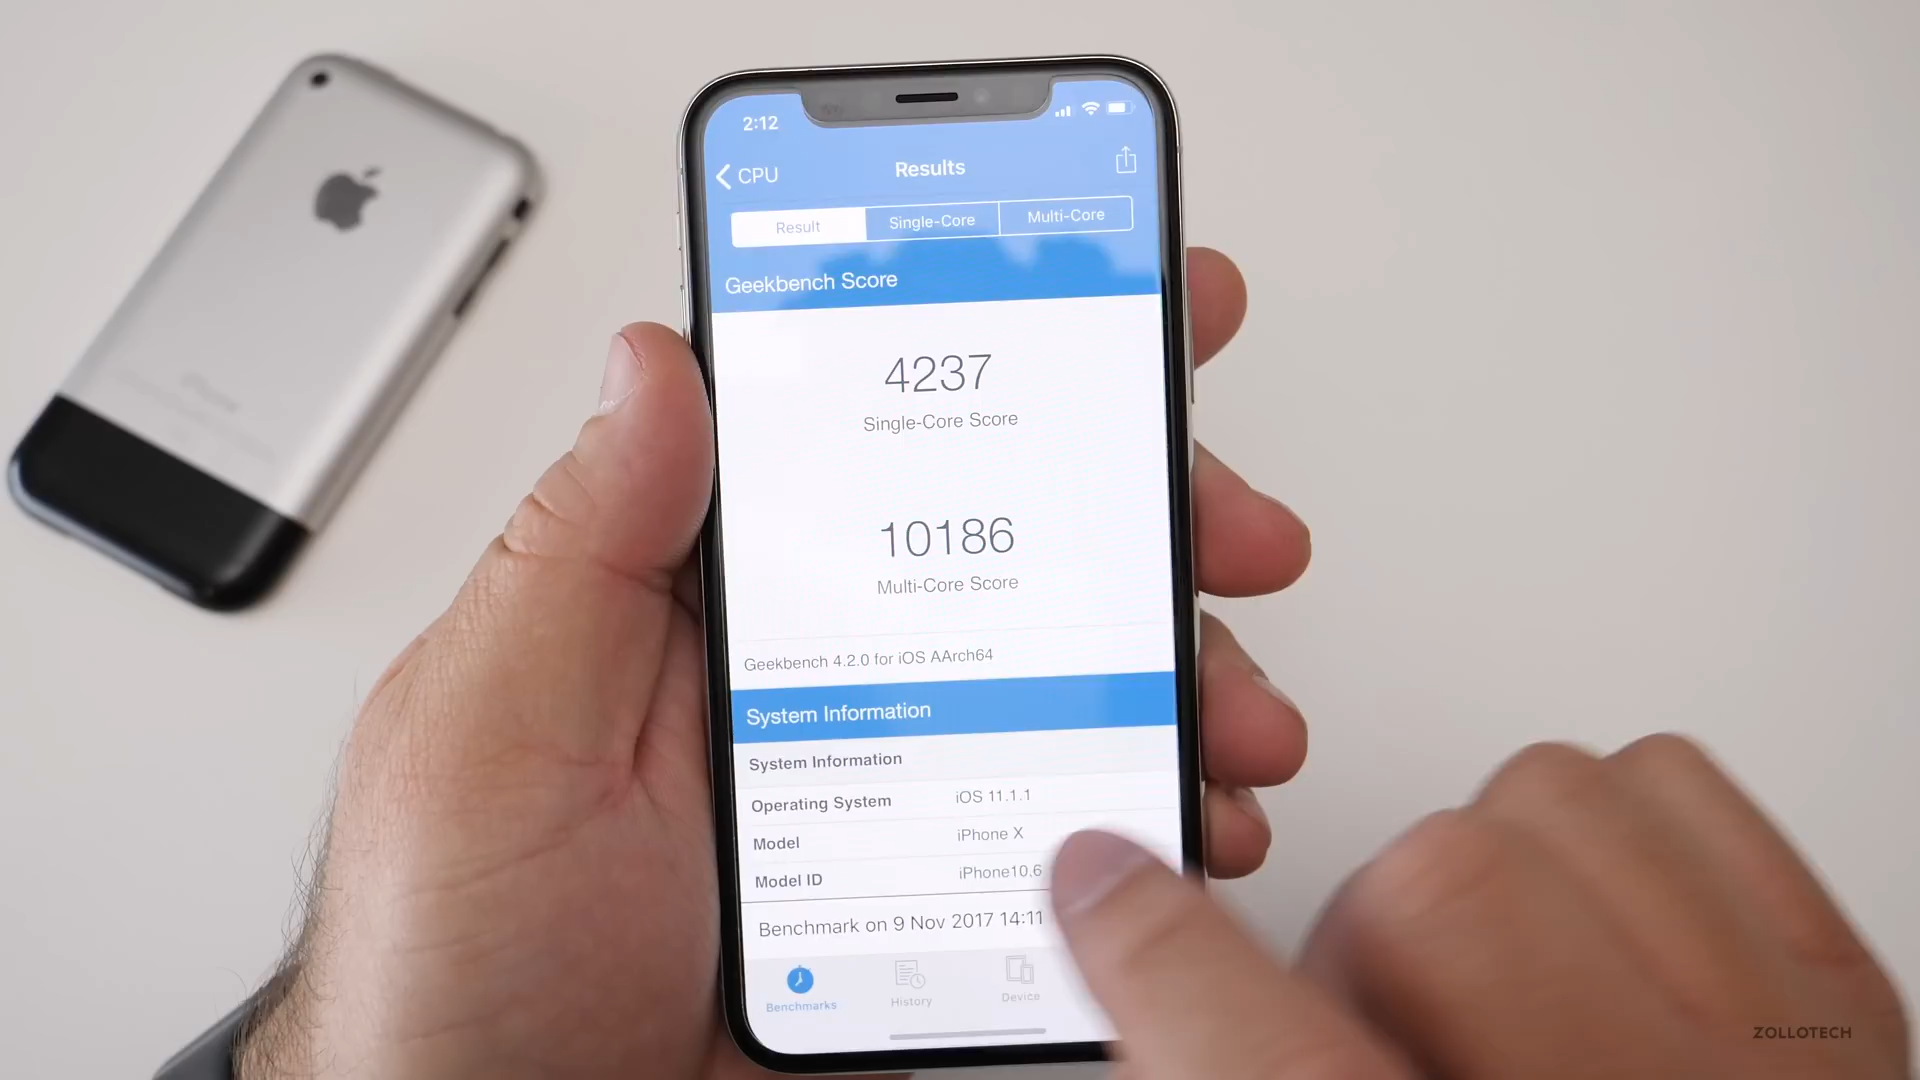 2:12
CPU
Results
Result
Single-Core
Multi-Core
Geekbench Score
4237
Single-Core Score
10186
Multi-Core Score
Geekbench 4.2.0 for iOS AArch64
System Information
System Information
Operating System iOS 11.1.1
Model iPhone X
Model ID iPhone10,6
Benchmark on 9 Nov 2017 14:11
Benchmarks
History
Device
iPhone
ZOLLOTECH